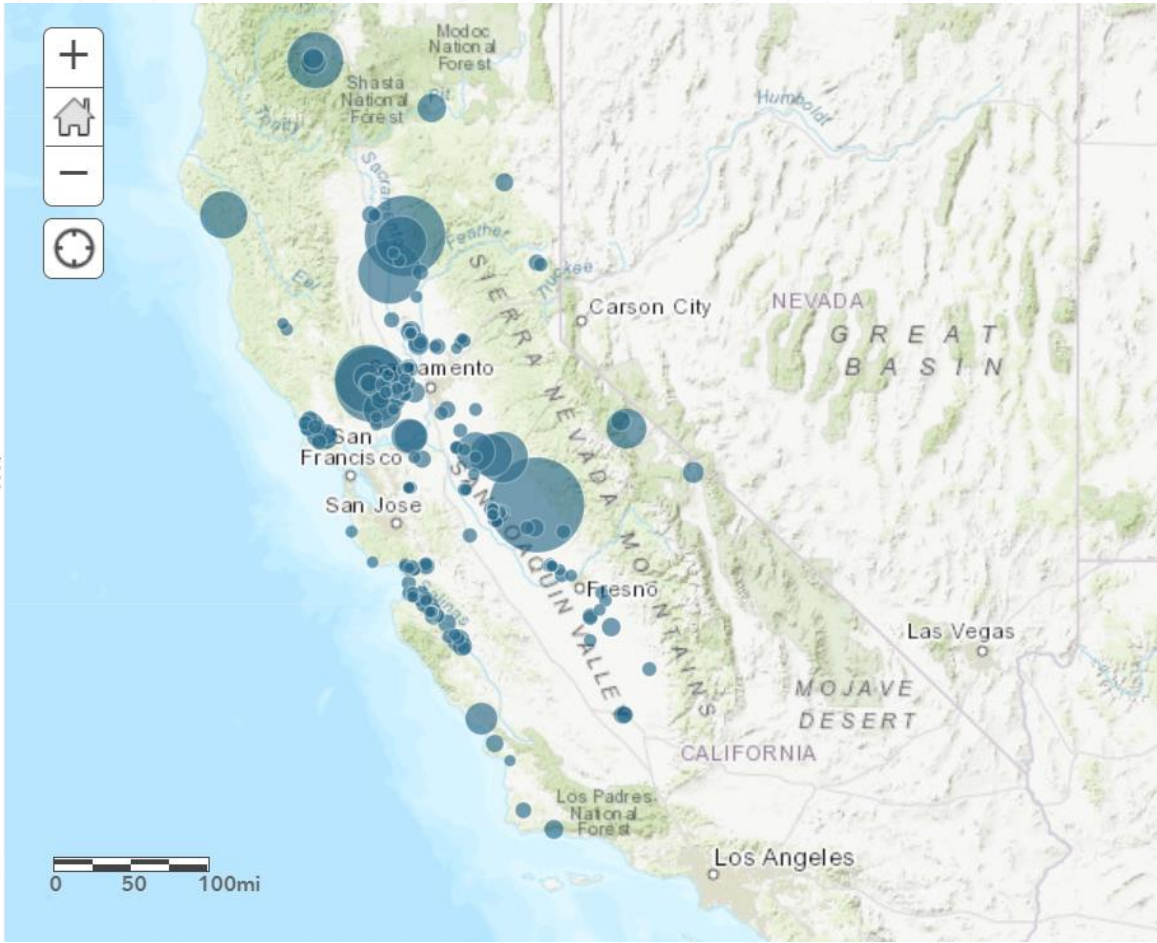 +
−
Modoc
National
Forest
Shasta
National
Forest
Pit
Humboldt
Trinity
Feather
Eel
Truckee
Carson City
NEVADA
GREAT
BASIN
SIERRA NEVADA MOUNTAINS
San
Francisco
San Jose
SAN JOAQUIN VALLEY
Salinas
Fresno
Las Vegas
MOJAVE
DESERT
CALIFORNIA
Los Padres
National
Forest
Los Angeles
0 50 100mi